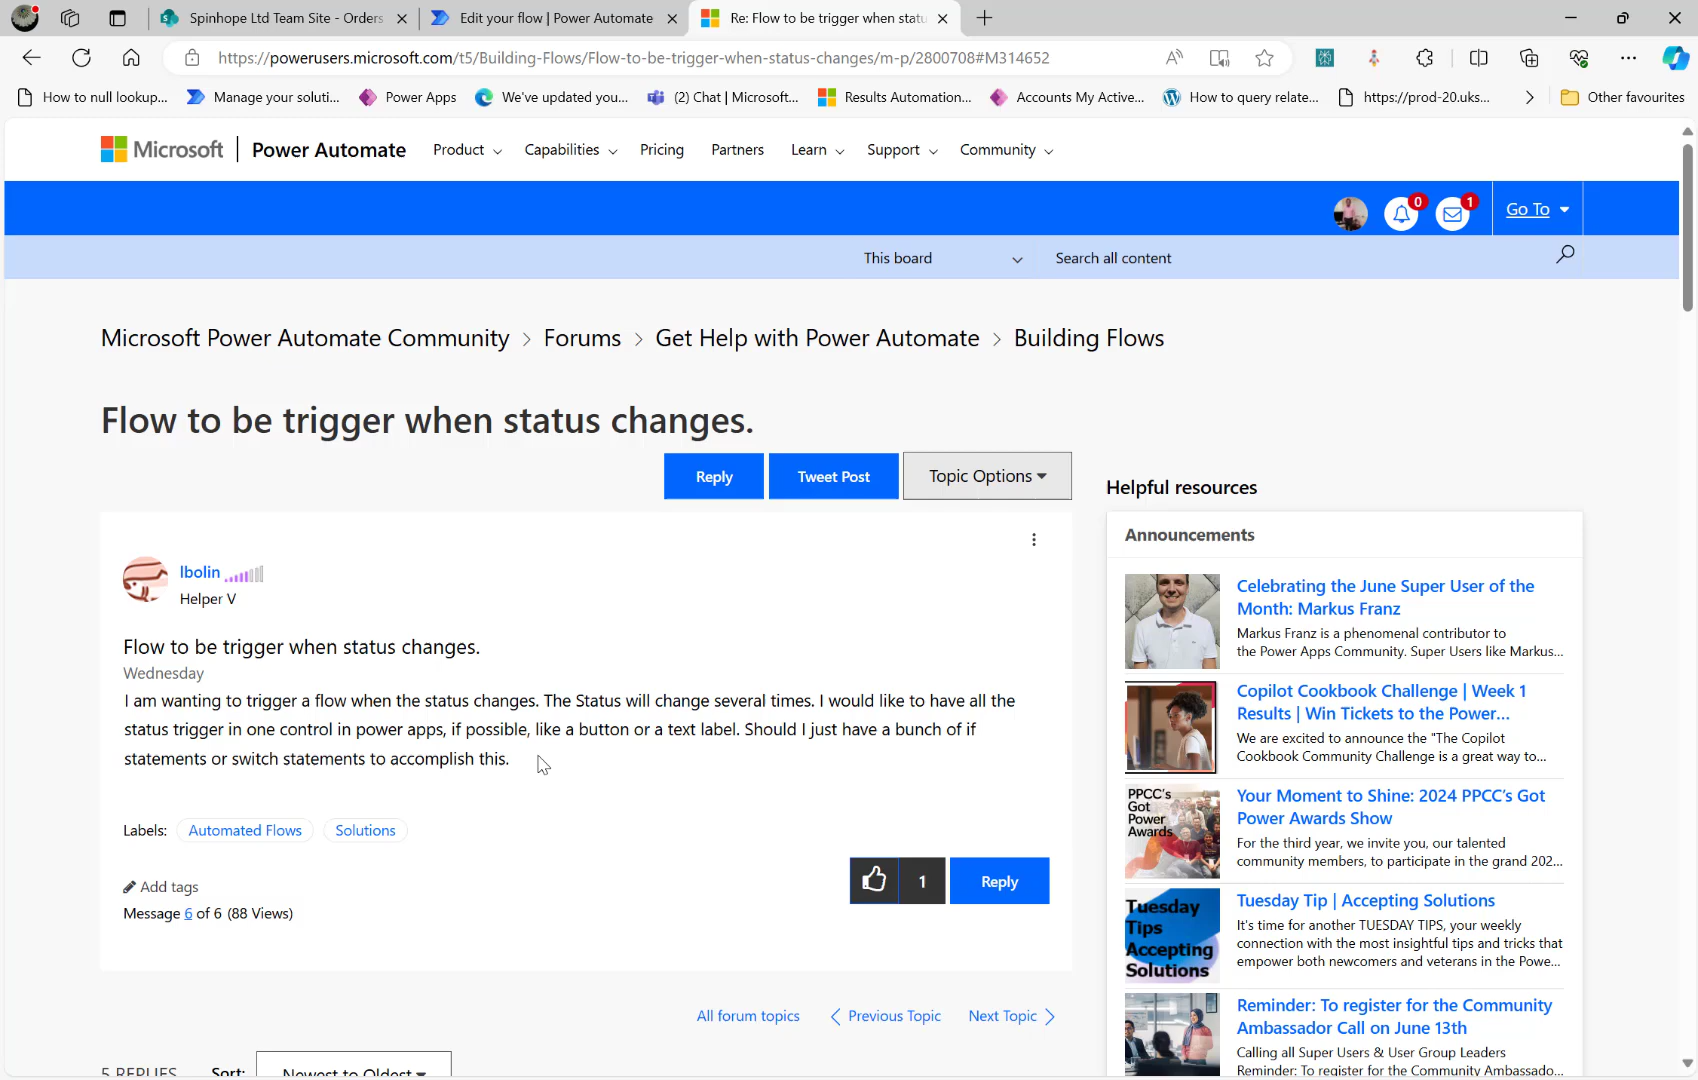 Spinhope Ltd Team Site - Orders
Edit your flow | Power Automate
Re: Flow to be trigger when statu
https://powerusers.microsoft.com/t5/Building-Flows/Flow-to-be-trigger-when-status-changes/m-p/2800708#M314652
How to null lookup...
Manage your soluti...
Power Apps
We've updated you...
(2) Chat | Microsoft...
Results Automation...
Accounts My Active...
How to query relate...
https://prod-20.uks...
Other favourites
Microsoft
Power Automate
Product
Capabilities
Pricing
Partners
Learn
Support
Community
0
1
Go To
This board
Search all content
Microsoft Power Automate Community > Forums > Get Help with Power Automate > Building Flows
Flow to be trigger when status changes.
Reply
Tweet Post
Topic Options
lbolin
Helper V
Flow to be trigger when status changes.
Wednesday
I am wanting to trigger a flow when the status changes. The Status will change several times. I would like to have all the
status trigger in one control in power apps, if possible, like a button or a text label. Should I just have a bunch of if
statements or switch statements to accomplish this.
Labels:
Automated Flows
Solutions
Add tags
1
Reply
Message 6 of 6 (88 Views)
All forum topics
Previous Topic
Next Topic
5 REPLIES
Sort:
Newest to Oldest
Helpful resources
Announcements
Celebrating the June Super User of the
Month: Markus Franz
Markus Franz is a phenomenal contributor to
the Power Apps Community. Super Users like Markus...
Copilot Cookbook Challenge | Week 1
Results | Win Tickets to the Power...
We are excited to announce the "The Copilot
Cookbook Community Challenge is a great way to...
PPCC's
Got
Power
Awards
Your Moment to Shine: 2024 PPCC's Got
Power Awards Show
For the third year, we invite you, our talented
community members, to participate in the grand 202...
Tuesday
Tips
Accepting
Solutions
Tuesday Tip | Accepting Solutions
It's time for another TUESDAY TIPS, your weekly
connection with the most insightful tips and tricks that
empower both newcomers and veterans in the Powe...
Reminder: To register for the Community
Ambassador Call on June 13th
Calling all Super Users & User Group Leaders
Reminder: To register for the Community Ambassado...